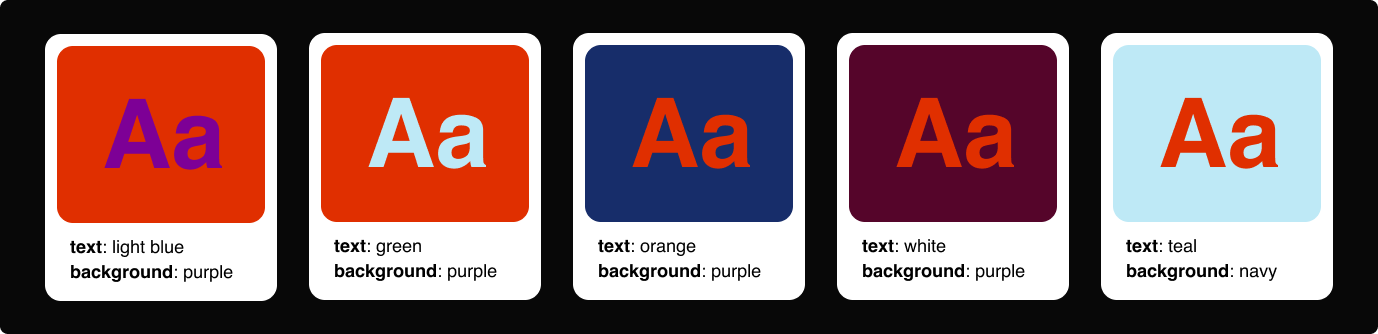 Aa
text: light blue
background: purple
Aa
text: green
background: purple
Aa
text: orange
background: purple
Aa
text: white
background: purple
Aa
text: teal
background: navy